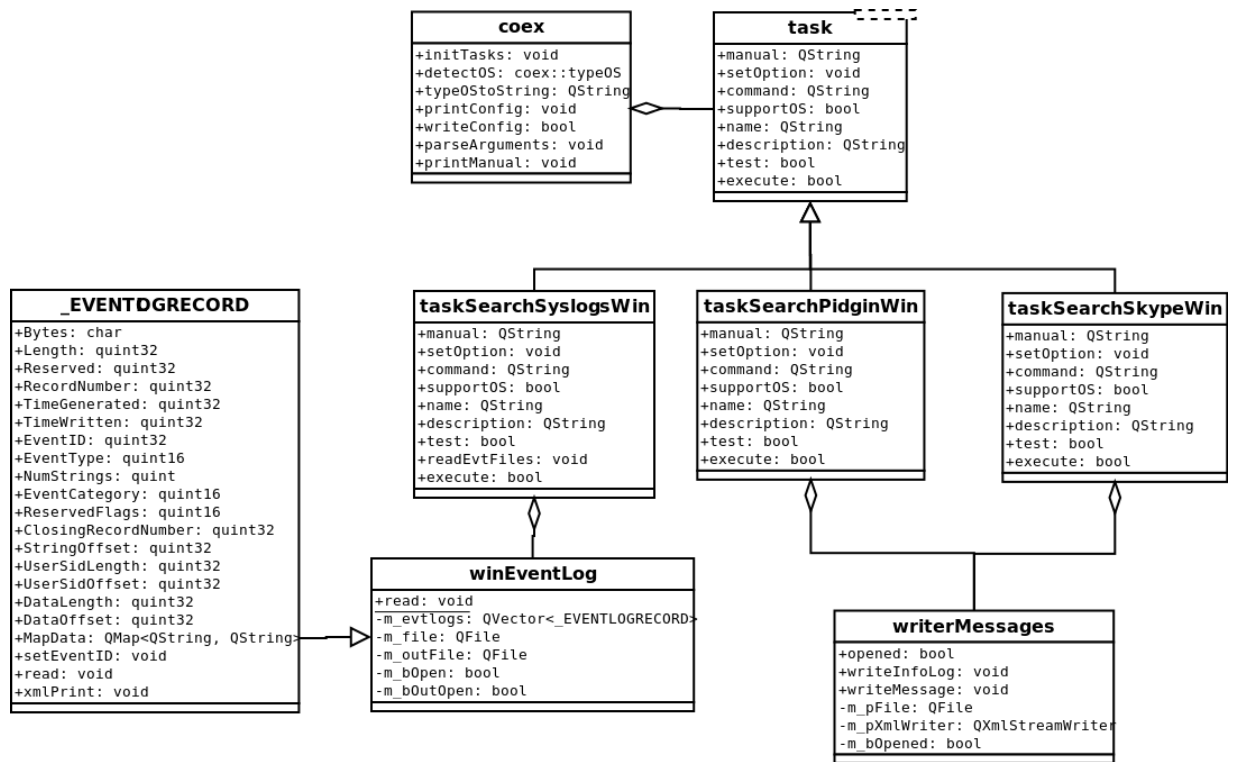 coex
+initTasks: void
+detectOS: coex::typeOS
+typeOStoString: QString
+printConfig: void
+writeConfig: bool
+parseArguments: void
+printManual: void
task
+manual: QString
+setOption: void
+command: QString
+supportOS: bool
+name: QString
+description: QString
+test: bool
+execute: bool
_EVENTLOGRECORD
+Bytes: char
+Length: quint32
+Reserved: quint32
+RecordNumber: quint32
+TimeGenerated: quint32
+TimeWritten: quint32
+EventID: quint32
+EventType: quint16
+NumStrings: quint
+EventCategory: quint16
+ReservedFlags: quint16
+ClosingRecordNumber: quint32
+StringOffset: quint32
+UserSidLength: quint32
+UserSidOffset: quint32
+DataLength: quint32
+DataOffset: quint32
+MapData: QMap<QString, QString>
+setEventID: void
+read: void
+xmlPrint: void
taskSearchSyslogsWin
+manual: QString
+setOption: void
+command: QString
+supportOS: bool
+name: QString
+description: QString
+test: bool
+readEvtFiles: void
+execute: bool
taskSearchPidginWin
+manual: QString
+setOption: void
+command: QString
+supportOS: bool
+name: QString
+description: QString
+test: bool
+execute: bool
taskSearchSkypeWin
+manual: QString
+setOption: void
+command: QString
+supportOS: bool
+name: QString
+description: QString
+test: bool
+execute: bool
winEventLog
+read: void
-m_evtlogs: QVector<_EVENTLOGRECORD>
-m_file: QFile
-m_outFile: QFile
-m_bOpen: bool
-m_bOutOpen: bool
writerMessages
+opened: bool
+writeInfoLog: void
+writeMessage: void
-m_pFile: QFile
-m_pXmlWriter: QXmlStreamWriter
-m_bOpened: bool